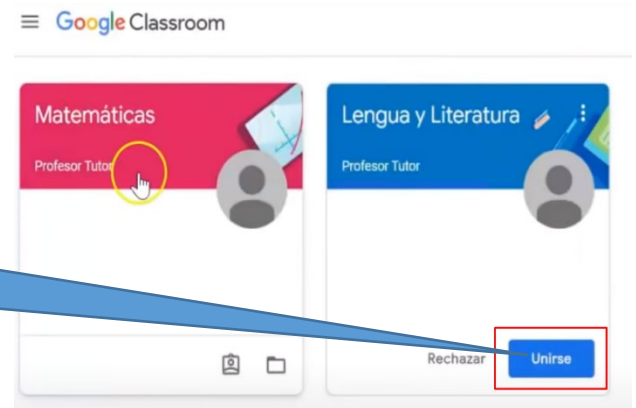 Google Classroom
Matemáticas
Profesor Tutor
Lengua y Literatura
Profesor Tutor
Rechazar
Unirse